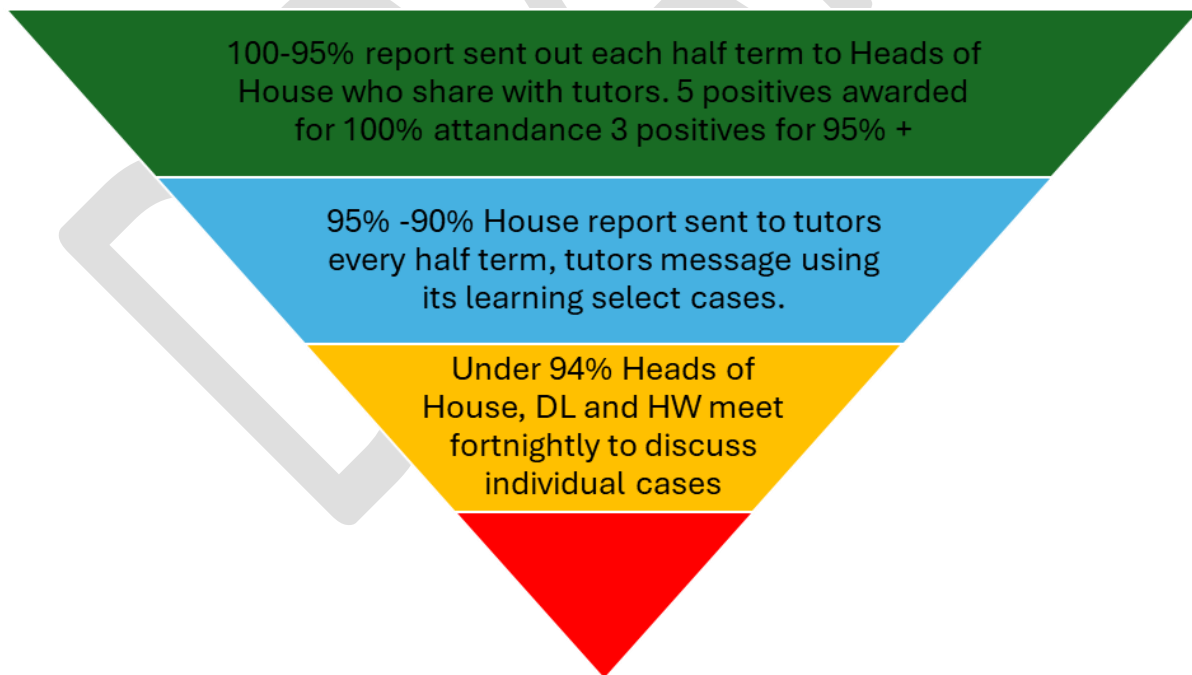 100-95% report sent out each half term to Heads of
House who share with tutors. 5 positives awarded
for 100% attandance 3 positives for 95% +
95% -90% House report sent to tutors
every half term, tutors message using
its learning select cases.
Under 94% Heads of
House, DL and HW meet
fortnightly to discuss
individual cases